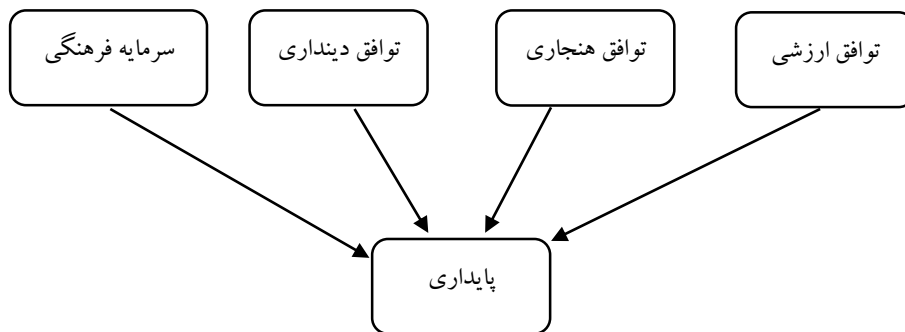 توافق ارزشی
توافق هنجاری
توافق دینداری
سرمایه فرهنگی
پایداری